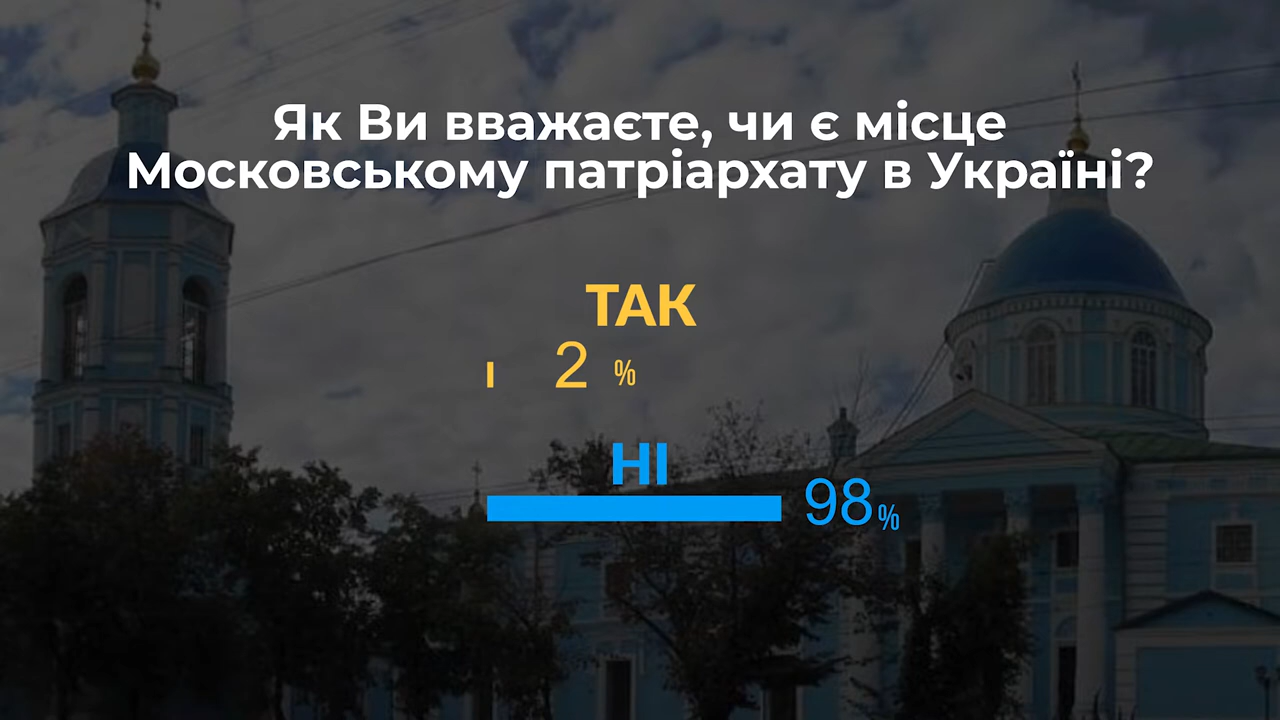 Як Ви вважаєте, чи є місце
Московському патріархату в Україні?
ТАК
2 %
НІ
98%